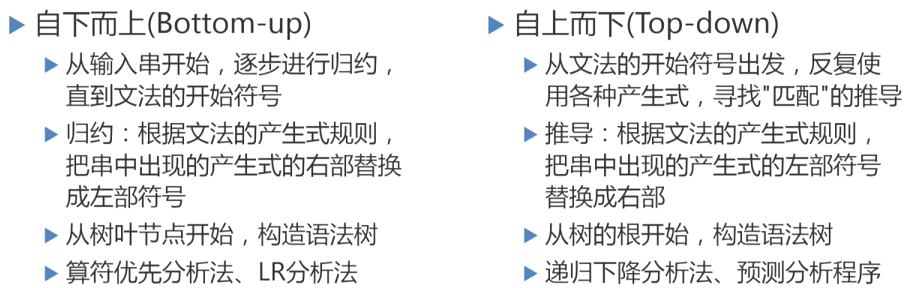 自下而上(Bottom-up)
从输入串开始，逐步进行归约，
直到文法的开始符号
归约：根据文法的产生式规则，
把串中出现的产生式的右部替换
成左部符号
从树叶节点开始，构造语法树
算符优先分析法、LR分析法
自上而下(Top-down)
从文法的开始符号出发，反复使
用各种产生式，寻找"匹配"的推导
推导：根据文法的产生式规则，
把串中出现的产生式的左部符号
替换成右部
从树的根开始，构造语法树
递归下降分析法、预测分析程序